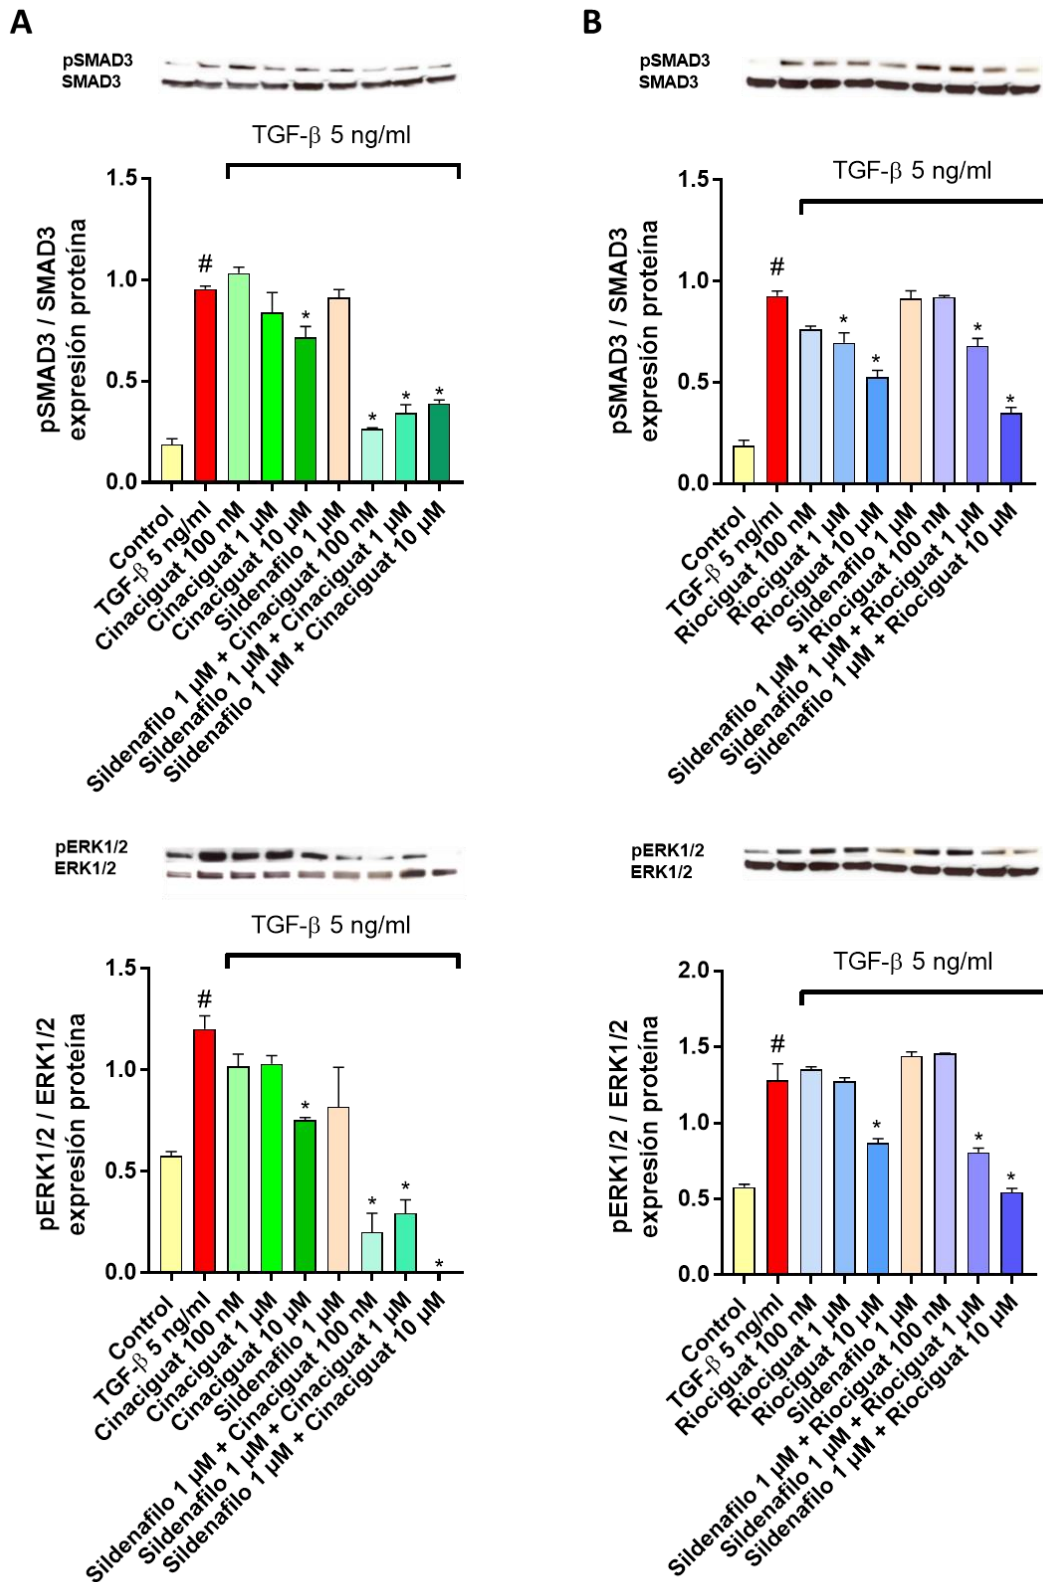 A
pSMAD3
SMAD3
TGF-β 5 ng/ml
pSMAD3 / SMAD3
expresión proteína
1.5
1.0
0.5
0.0
#
*
*
*
*
Control
TGF-β 5 ng/ml
Cinaciguat 100 nM
Cinaciguat 1 µM
Cinaciguat 10 µM
Sildenafilo 1 µM
Sildenafilo 1 µM + Cinaciguat 100 nM
Sildenafilo 1 µM + Cinaciguat 1 µM
Sildenafilo 1 µM + Cinaciguat 10 µM
B
pSMAD3
SMAD3
TGF-β 5 ng/ml
pSMAD3 / SMAD3
expresión proteína
1.5
1.0
0.5
0.0
#
*
*
*
*
Control
TGF-β 5 ng/ml
Riociguat 100 nM
Riociguat 1 µM
Riociguat 10 µM
Sildenafilo 1 µM
Sildenafilo 1 µM + Riociguat 100 nM
Sildenafilo 1 µM + Riociguat 1 µM
Sildenafilo 1 µM + Riociguat 10 µM
pERK1/2
ERK1/2
TGF-β 5 ng/ml
pERK1/2 / ERK1/2
expresión proteína
1.5
1.0
0.5
0.0
#
*
*
*
*
Control
TGF-β 5 ng/ml
Cinaciguat 100 nM
Cinaciguat 1 µM
Cinaciguat 10 µM
Sildenafilo 1 µM
Sildenafilo 1 µM + Cinaciguat 100 nM
Sildenafilo 1 µM + Cinaciguat 1 µM
Sildenafilo 1 µM + Cinaciguat 10 µM
pERK1/2
ERK1/2
TGF-β 5 ng/ml
pERK1/2 / ERK1/2
expresión proteína
2.0
1.5
1.0
0.5
0.0
#
*
*
*
Control
TGF-β 5 ng/ml
Riociguat 100 nM
Riociguat 1 µM
Riociguat 10 µM
Sildenafilo 1 µM
Sildenafilo 1 µM + Riociguat 100 nM
Sildenafilo 1 µM + Riociguat 1 µM
Sildenafilo 1 µM + Riociguat 10 µM